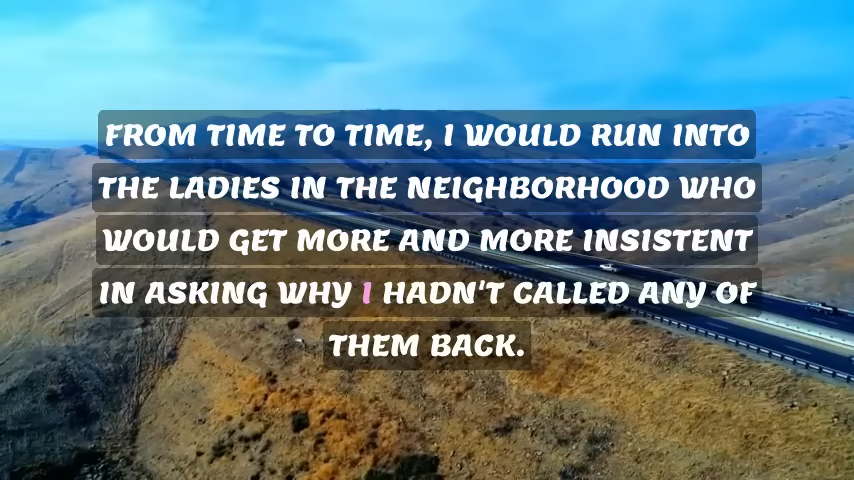 FROM TIME TO TIME, I WOULD RUN INTO
THE LADIES IN THE NEIGHBORHOOD WHO
WOULD GET MORE AND MORE INSISTENT
IN ASKING WHY I HADN'T CALLED ANY OF
THEM BACK.